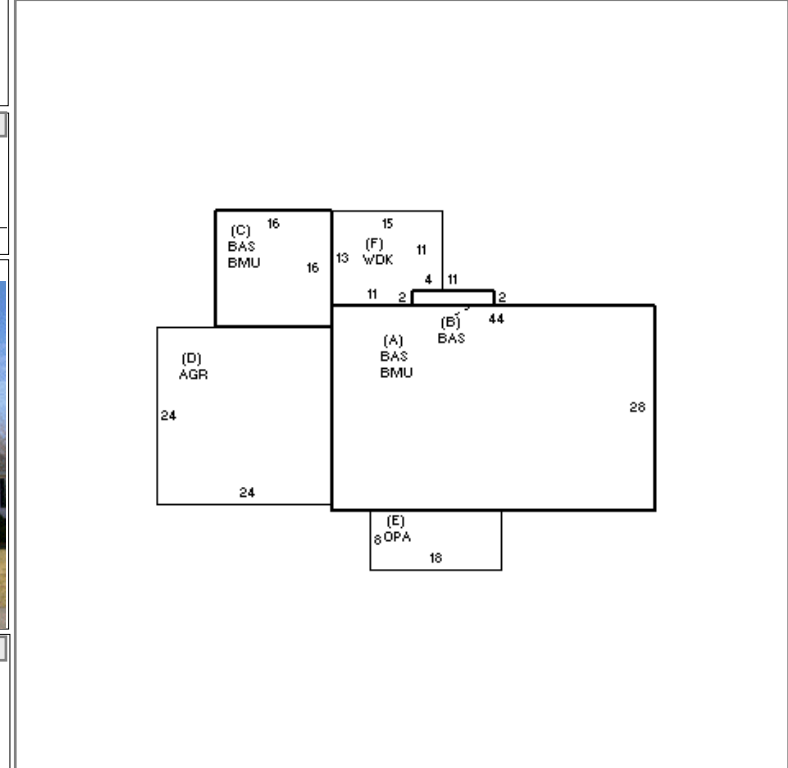 (C) 16
BAS
BMU
16
15
(F)
WDK
13
11
4 11
11 2 2
(B) 44
BAS
(A)
BAS
BMU
28
(D)
AGR
24
24
(E)
8 OPA
18